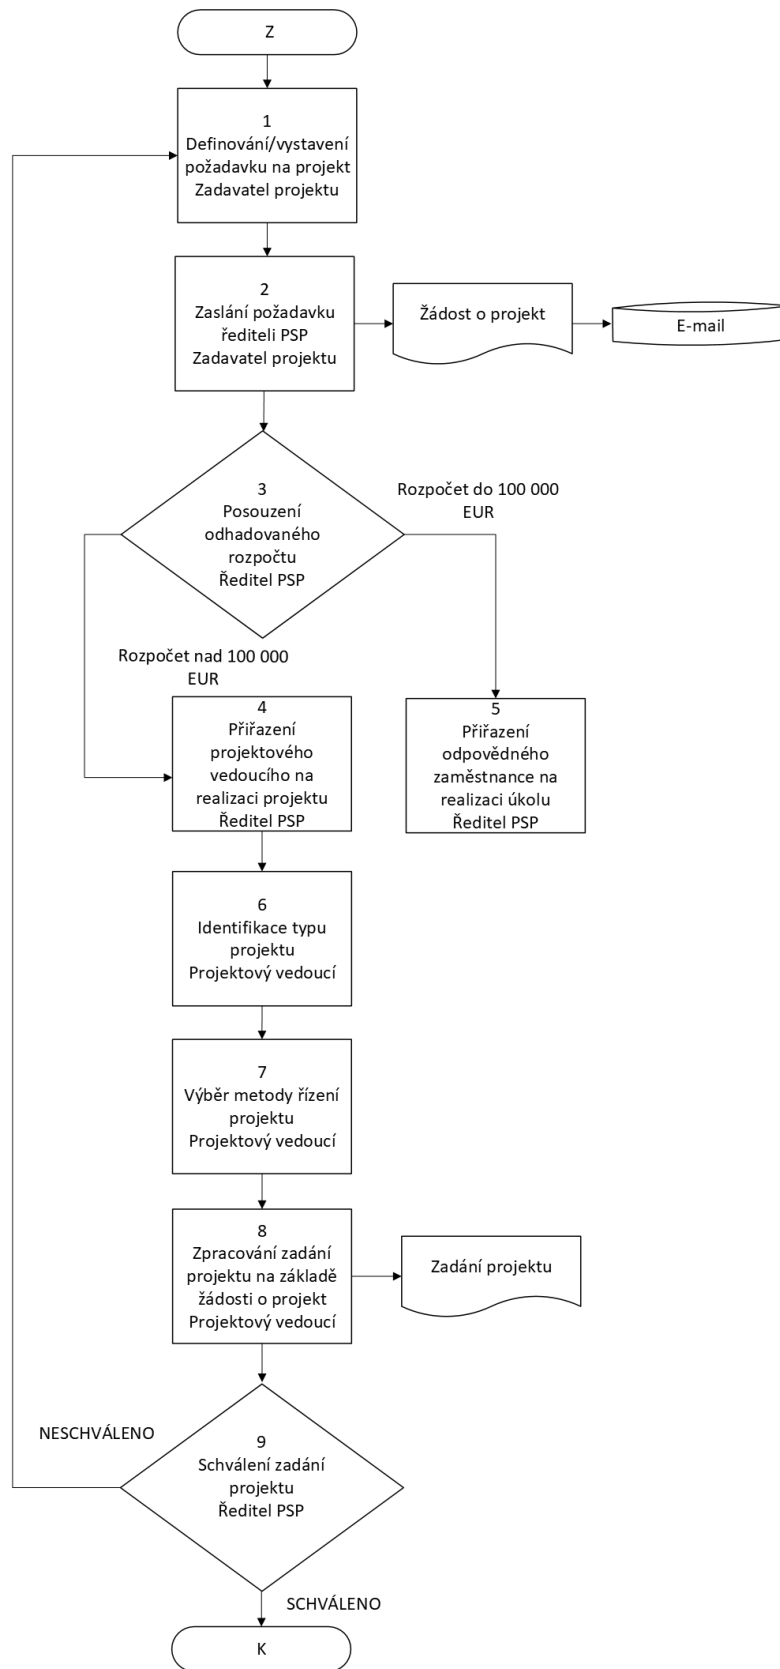 Z
1
Definování/vystavení
požadavku na projekt
Zadavatel projektu
2
Zaslání požadavku
řediteli PSP
Zadavatel projektu
Žádost o projekt
E-mail
3
Posouzení
odhadovaného
rozpočtu
Ředitel PSP
Rozpočet do 100 000
EUR
Rozpočet nad 100 000
EUR
4
Přiřazení
projektového
vedoucího na
realizaci projektu
Ředitel PSP
5
Přiřazení
odpovědného
zaměstnance na
realizaci úkolu
Ředitel PSP
6
Identifikace typu
projektu
Projektový vedoucí
7
Výběr metody řízení
projektu
Projektový vedoucí
8
Zpracování zadání
projektu na základě
žádosti o projekt
Projektový vedoucí
Zadání projektu
NESCHVÁLENO
9
Schválení zadání
projektu
Ředitel PSP
SCHVÁLENO
K